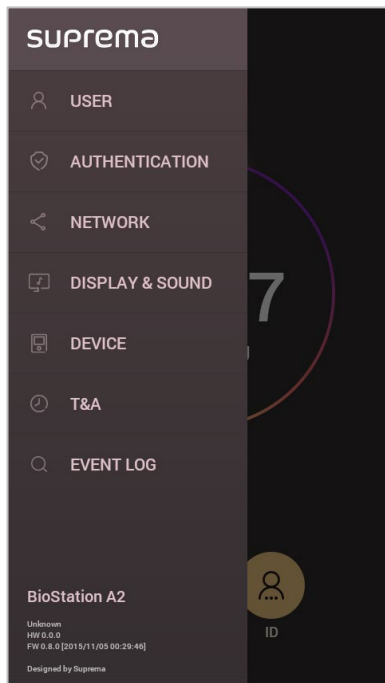 suprema
USER
AUTHENTICATION
NETWORK
DISPLAY & SOUND
7
DEVICE
T&A
EVENT LOG
BioStation A2
Unknown
HW 0.0.0
FW 0.8.0 [2015/11/05 00:29:46]
ID
Designed by Suprema